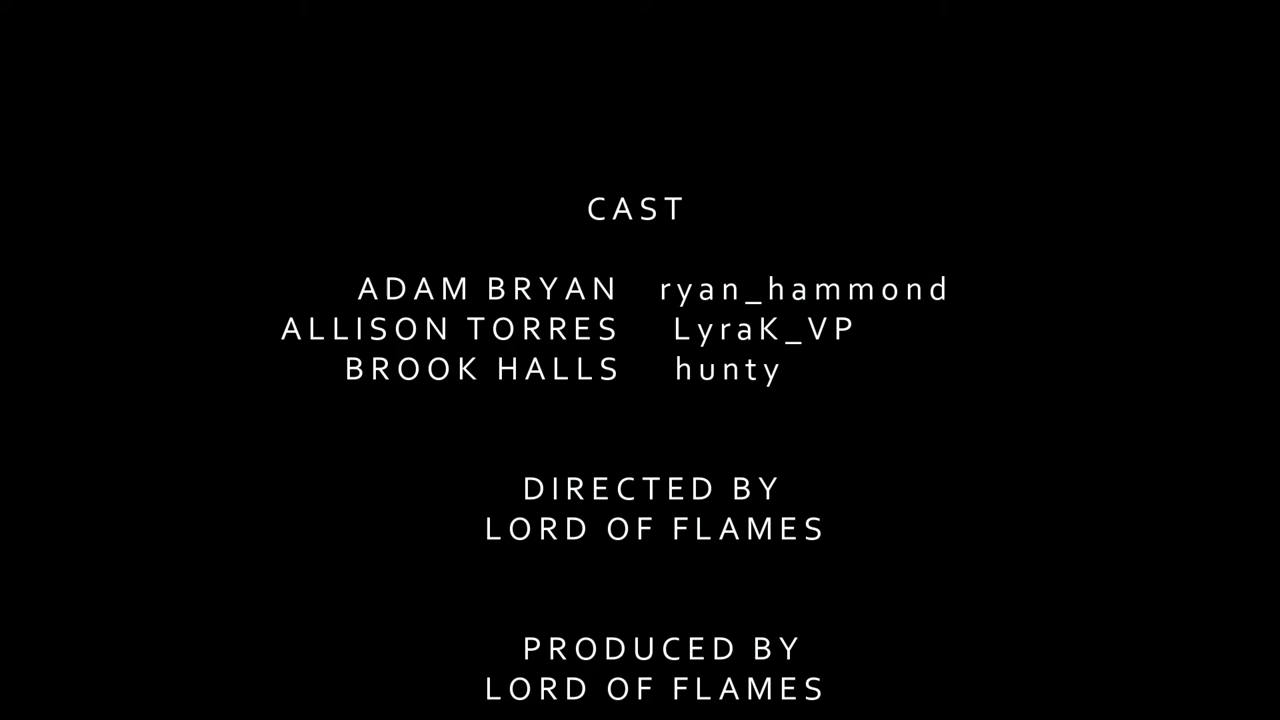 CAST
ADAM BRYAN ryan_hammond
ALLISON TORRES LyraK_VP
BROOK HALLS hunty
DIRECTED BY
LORD OF FLAMES
PRODUCED BY
LORD OF FLAMES